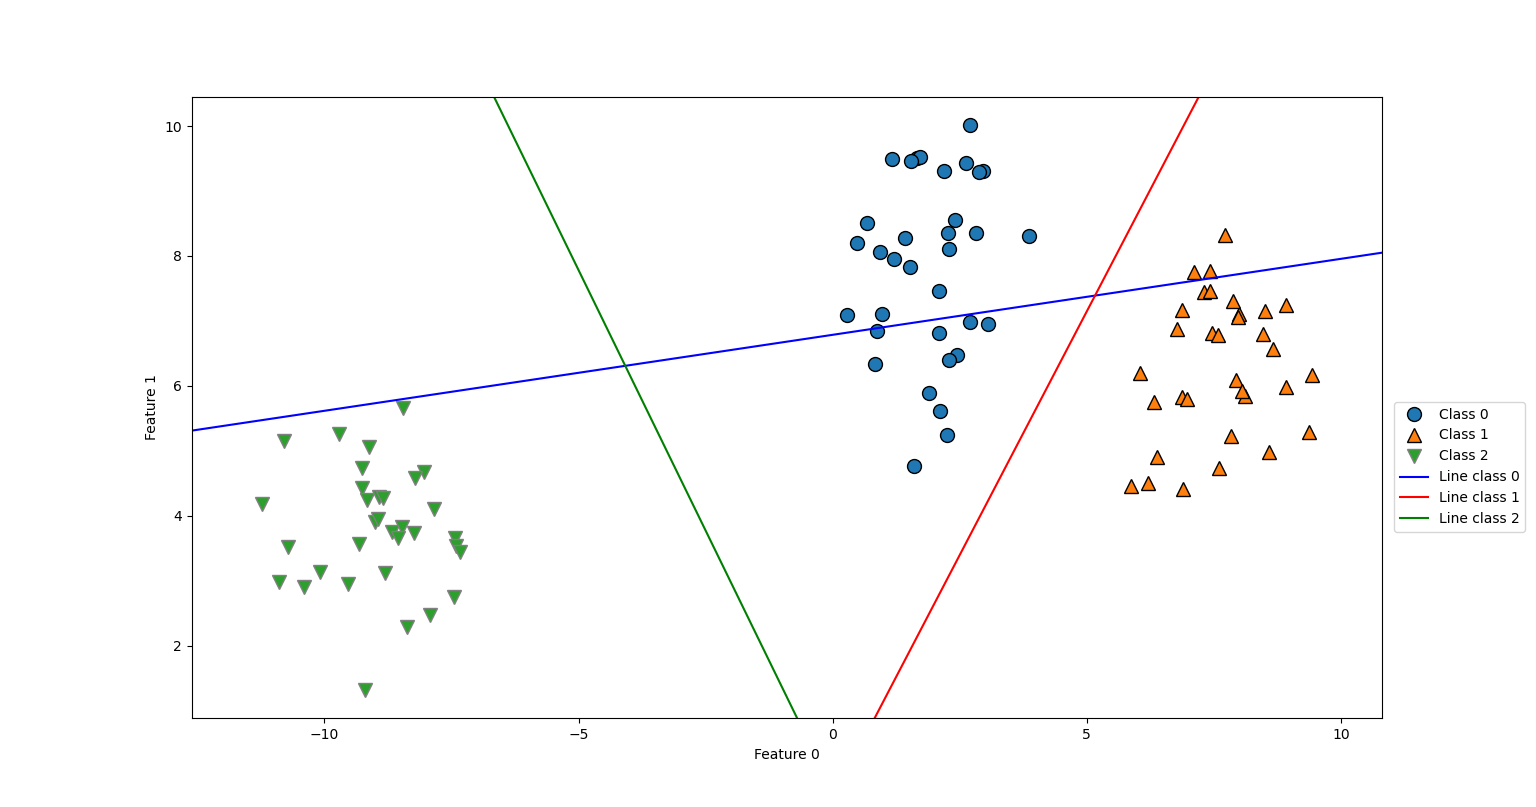 10
8
6
4
2
Feature 1
−10
−5
0
5
10
Feature 0
Class 0
Class 1
Class 2
Line class 0
Line class 1
Line class 2